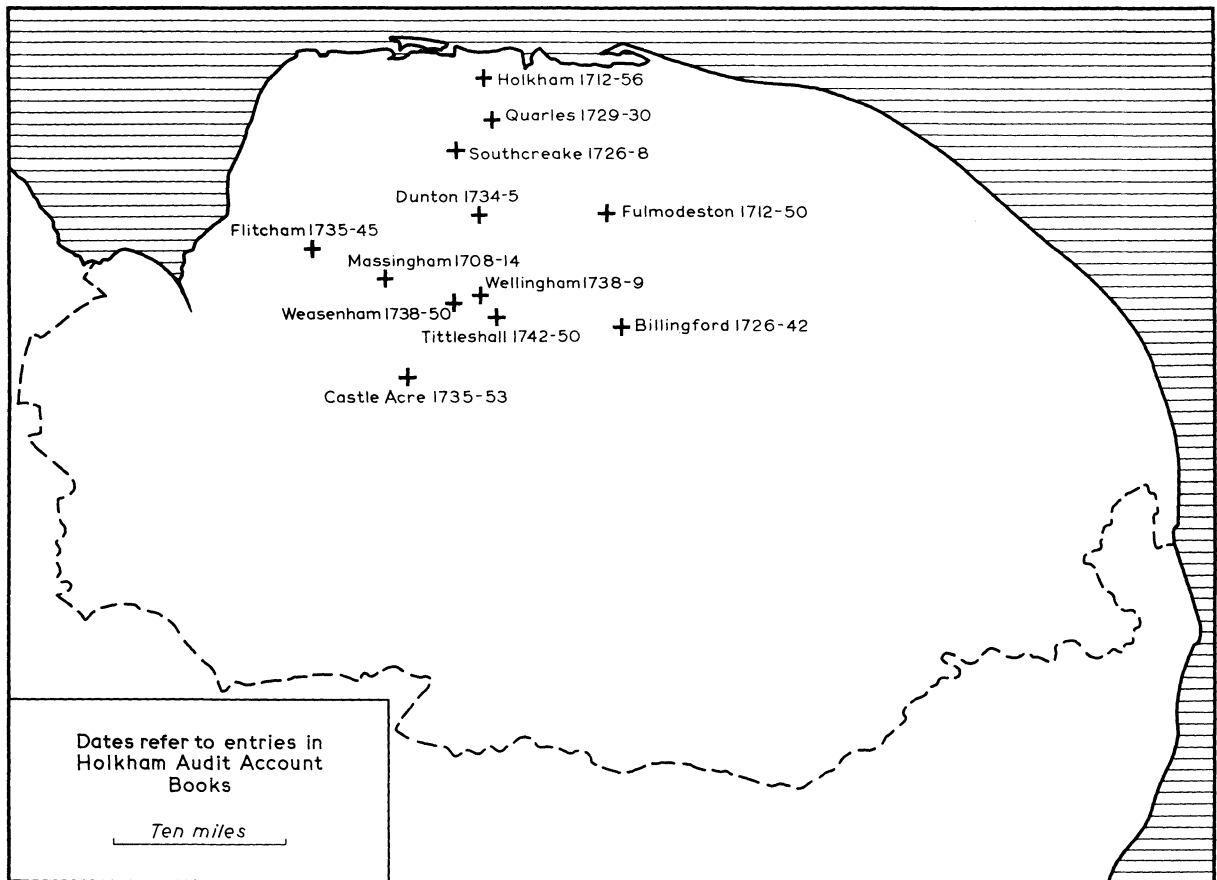 Holkham 1712-56
Quarles 1729-30
Southcreake 1726-8
Dunton 1734-5
Fulmodeston 1712-50
Flitcham 1735-45
Massingham 1708-14
Wellingham 1738-9
Weasenham 1738-50
Tittleshall 1742-50
Billingford 1726-42
Castle Acre 1735-53
Dates refer to entries in
Holkham Audit Account
Books
Ten miles